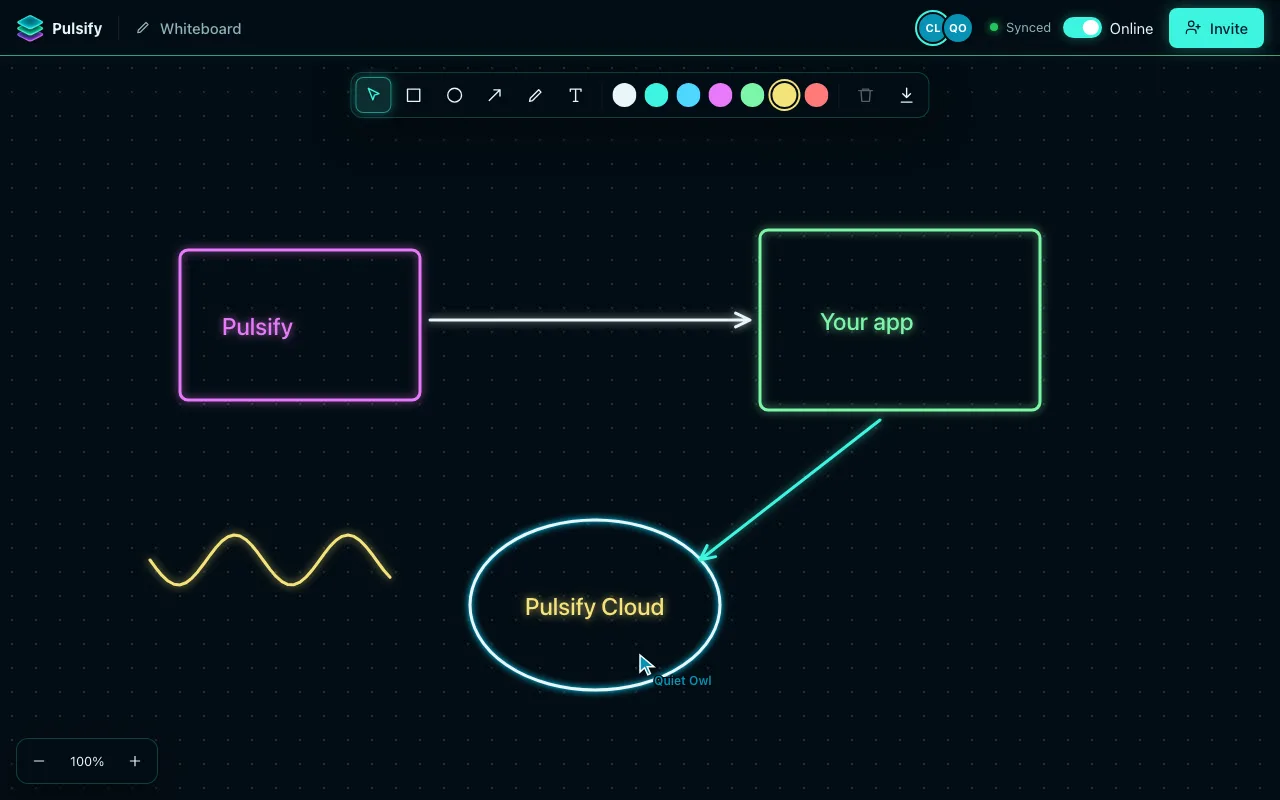 Pulsify
Whiteboard
CL
QO
Synced
Online
Invite
Pulsify
Your app
Pulsify Cloud
Quiet Owl
100%